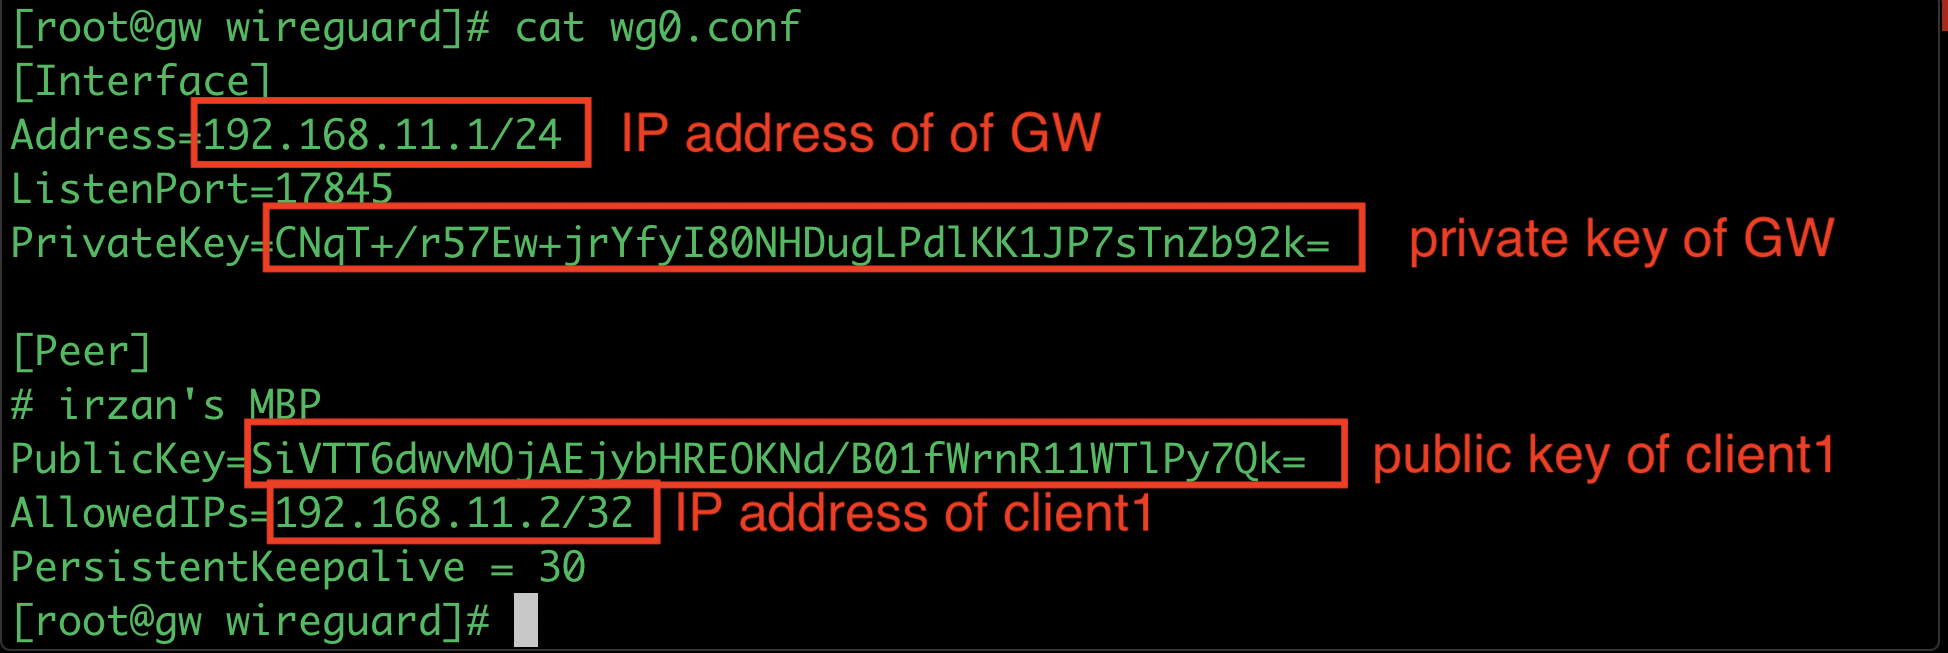 [root@gw wireguard]# cat wg0.conf
[Interface]
Address=192.168.11.1/24 IP address of of GW
ListenPort=17845
PrivateKey=CNqT+/r57Ew+jrYfyI80NHDugLPdlKK1JP7sTnZb92k= private key of GW
[Peer]
# irzan's MBP
PublicKey=SiVTT6dwvMOjAEjybHREOKNd/B01fWrnR11WTlPy7Qk= public key of client1
AllowedIPs=192.168.11.2/32 IP address of client1
PersistentKeepalive = 30
[root@gw wireguard]#